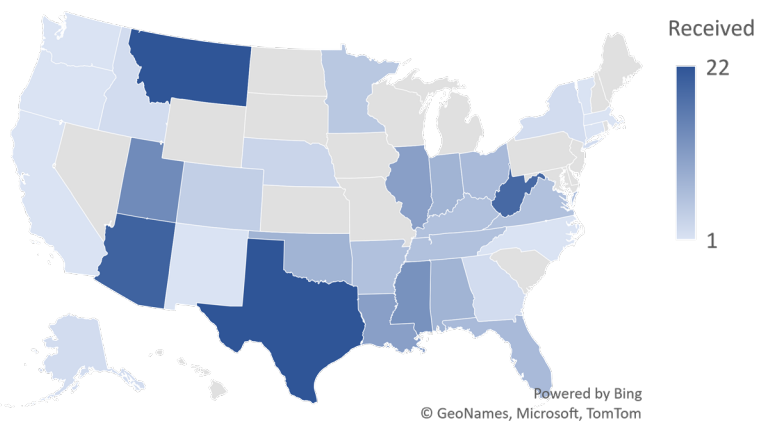 Received
22
1
Powered by Bing
© GeoNames, Microsoft, TomTom